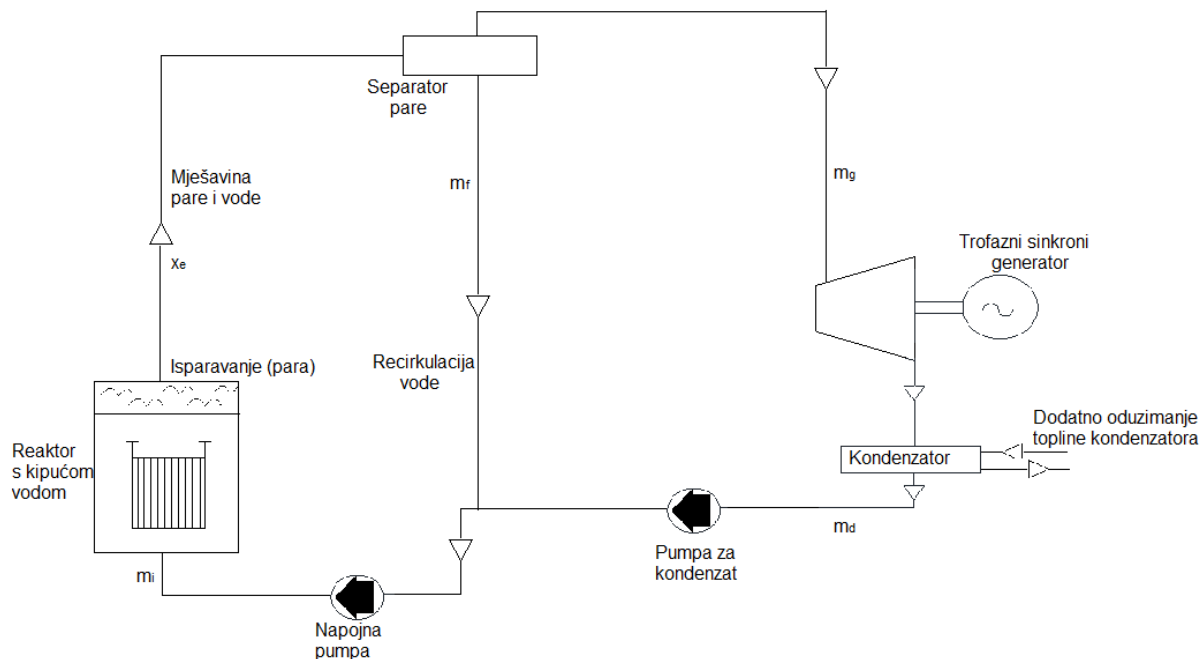 Separator
pare
Mješavina
pare i vode
mf
mg
xe
Trofazni sinkroni
generator
Isparavanje (para)
Recirkulacija
vode
Reaktor
s kipućom
vodom
Dodatno oduzimanje
topline kondenzatora
Kondenzator
md
Pumpa za
kondenzat
mi
Napojna
pumpa